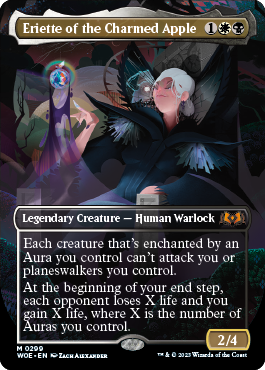 Eriette of the Charmed Apple 1
Legendary Creature — Human Warlock
Each creature that's enchanted by an
Aura you control can't attack you or
planeswalkers you control.
At the beginning of your end step,
each opponent loses X life and you
gain X life, where X is the number of
Auras you control.
2/4
M 0299
WOE • EN ZACH ALEXANDER
™ & © 2023 Wizards of the Coast